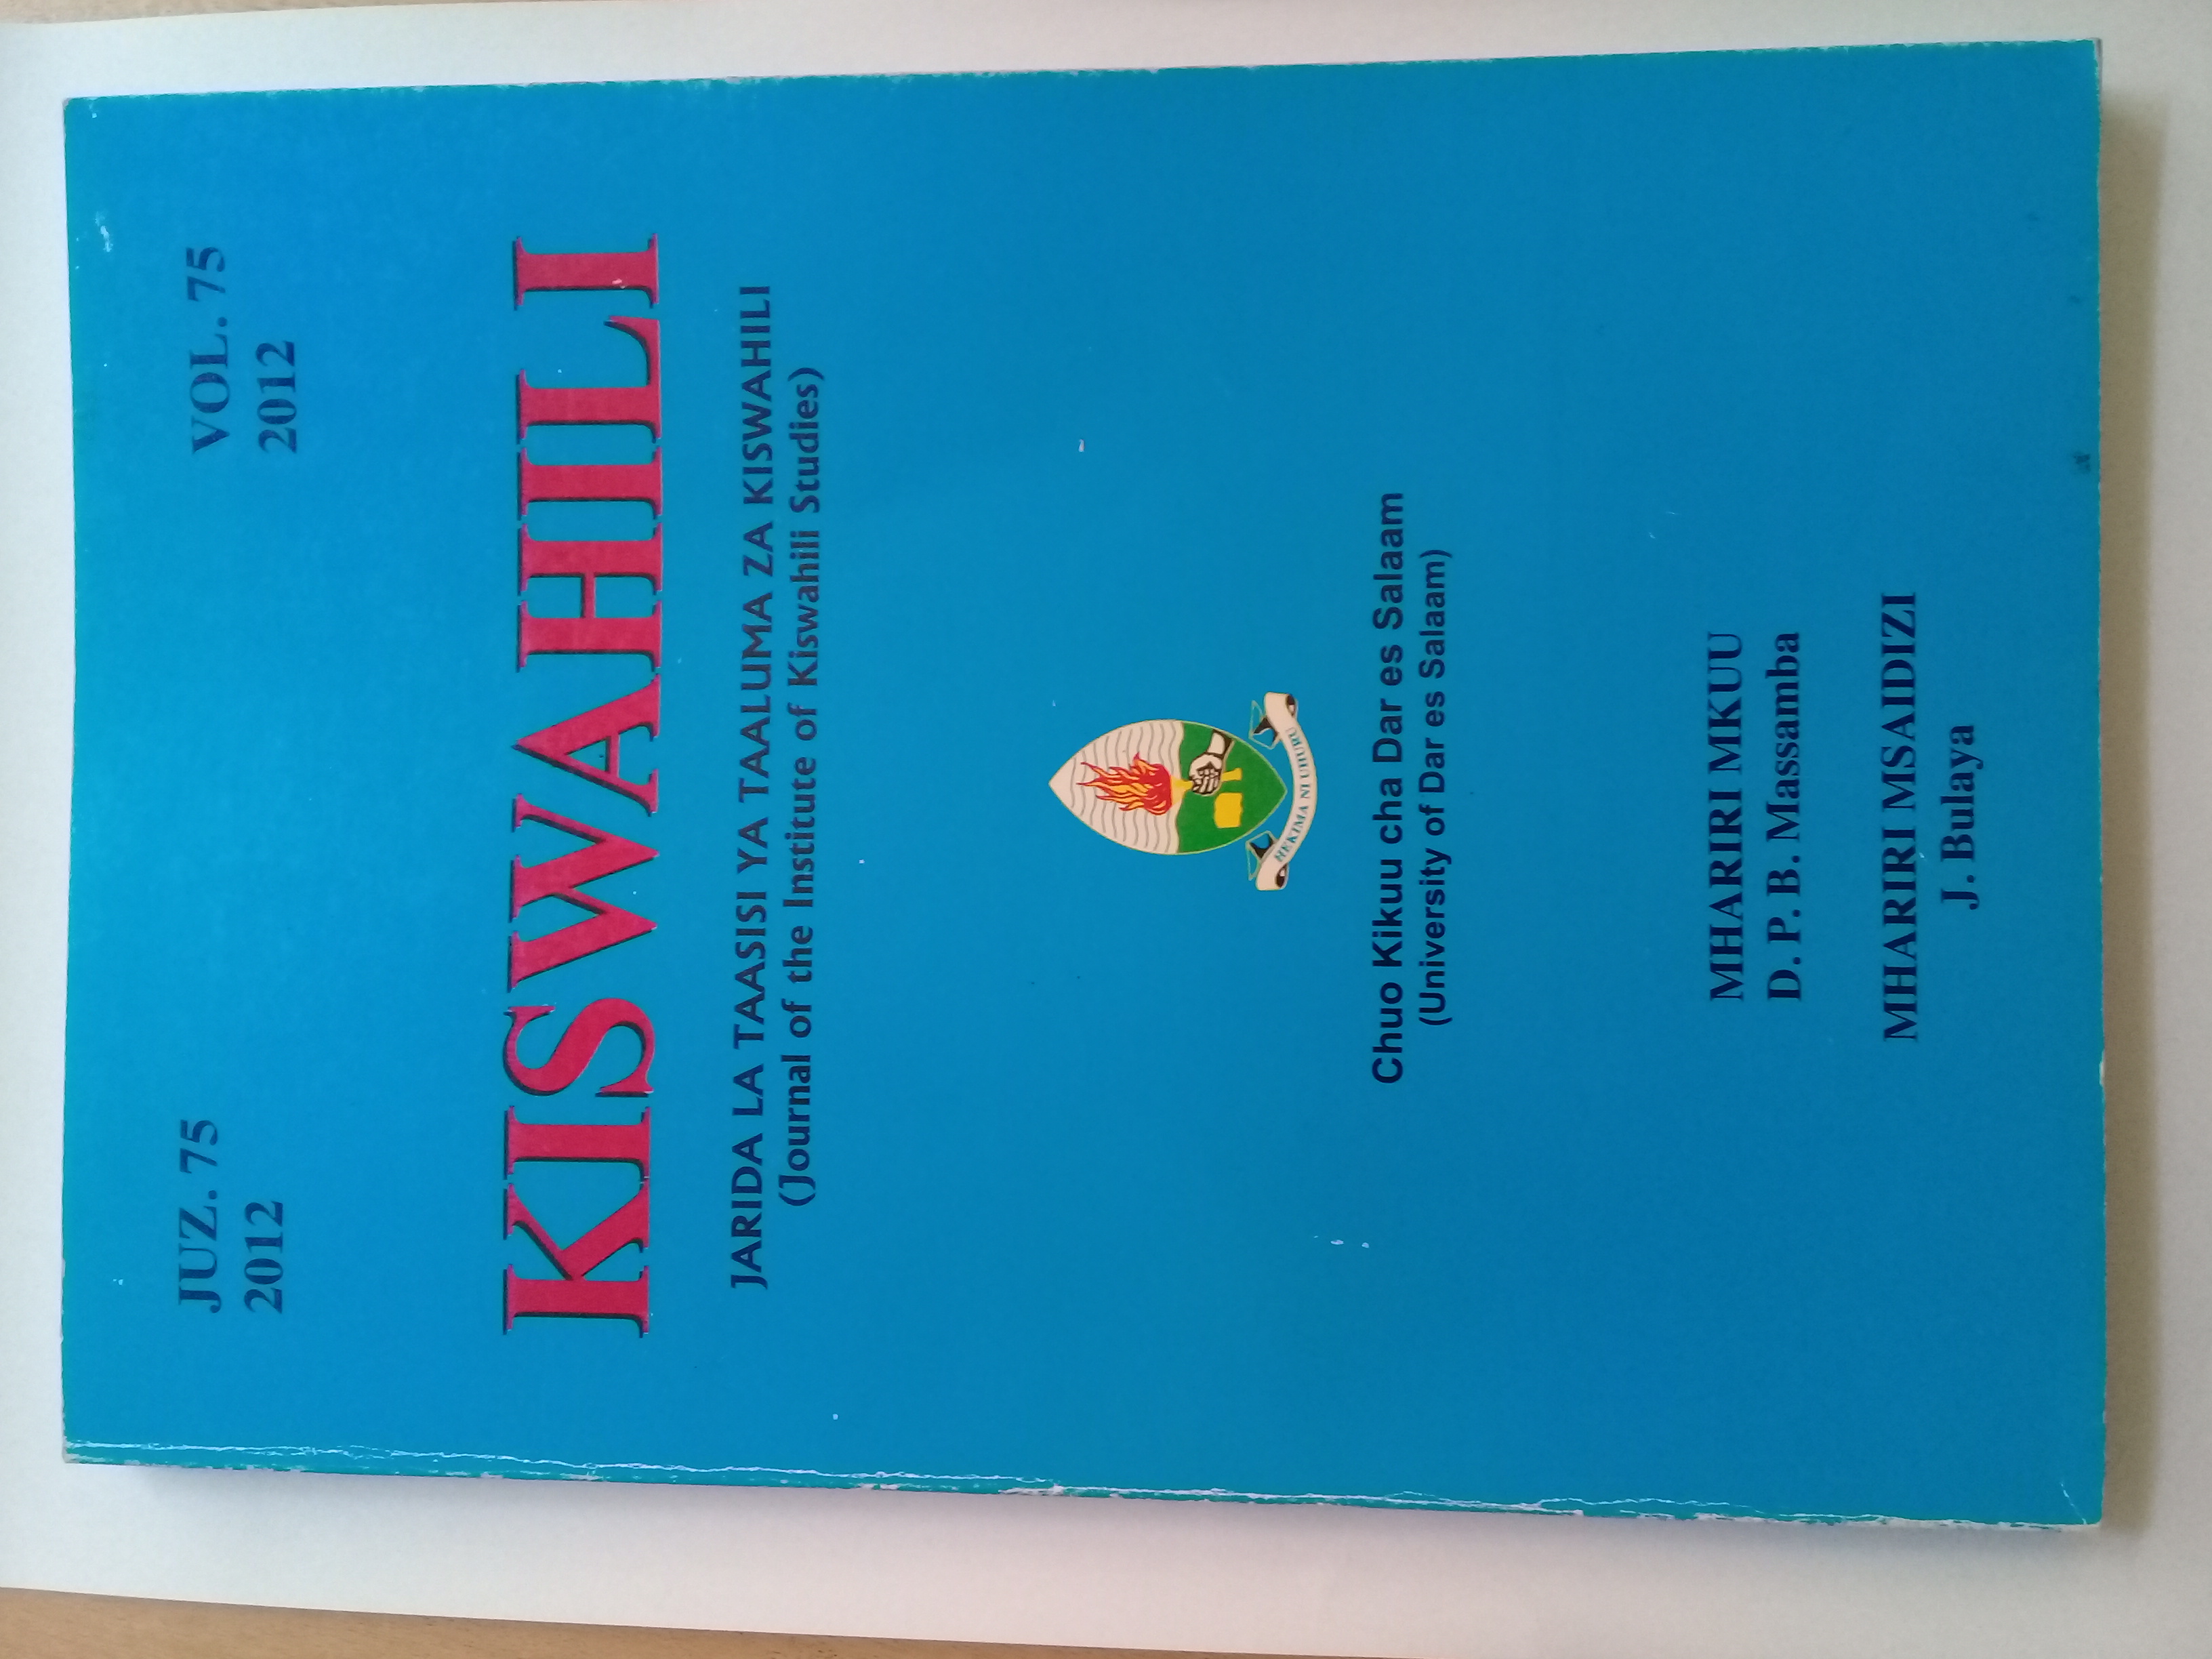 JUZ. 75
2012
VOL. 75
2012
KISWAHILI
JARIDA LA TAASISI YA TAALUMA ZA KISWAHILI
(Journal of the Institute of Kiswahili Studies)
HEKIMA NI UHURU
Chuo Kikuu cha Dar es Salaam
(University of Dar es Salaam)
MHARIRI MKUU
D. P. B. Massamba
MHARIRI MSAIDIZI
J. Bulaya